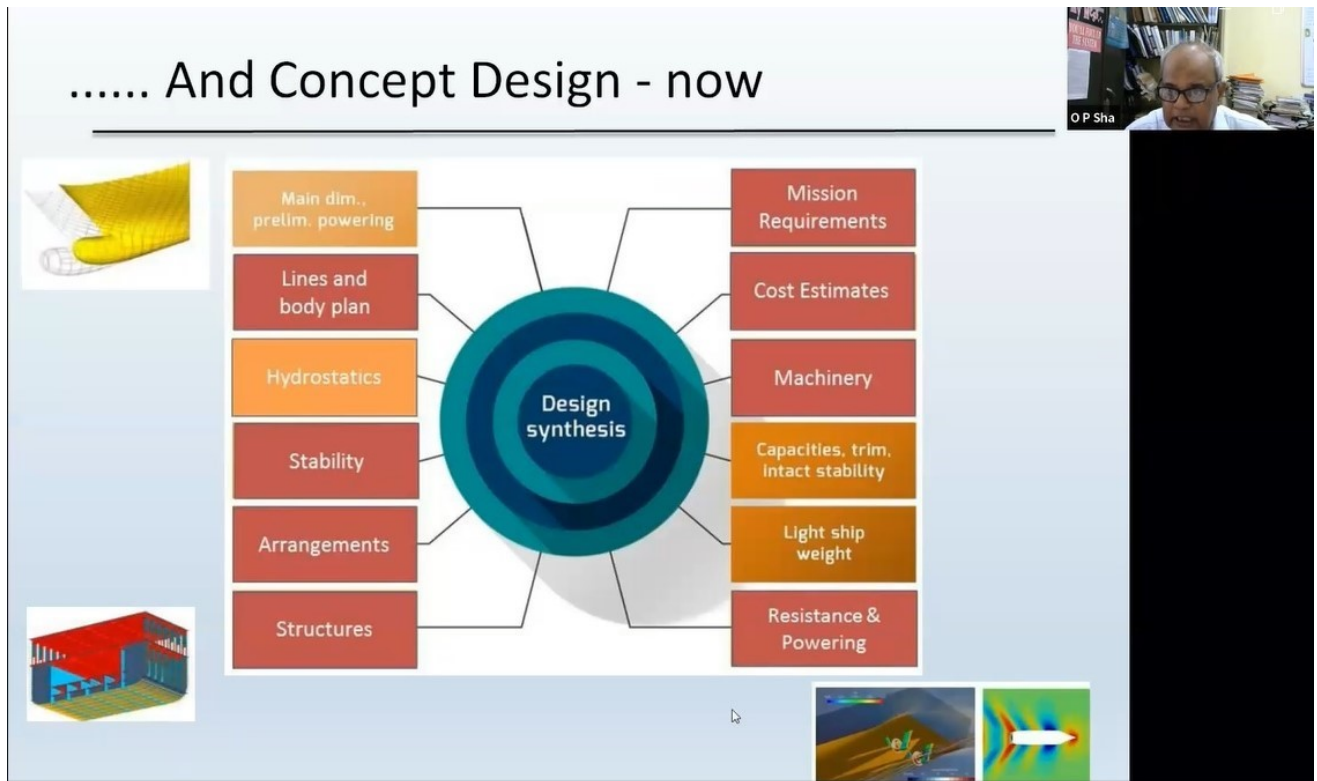 ...... And Concept Design - now
O P Sha
Main dim.,
prelim. powering
Lines and
body plan
Hydrostatics
Stability
Arrangements
Structures
Design
synthesis
Mission
Requirements
Cost Estimates
Machinery
Capacities, trim,
intact stability
Light ship
weight
Resistance &
Powering